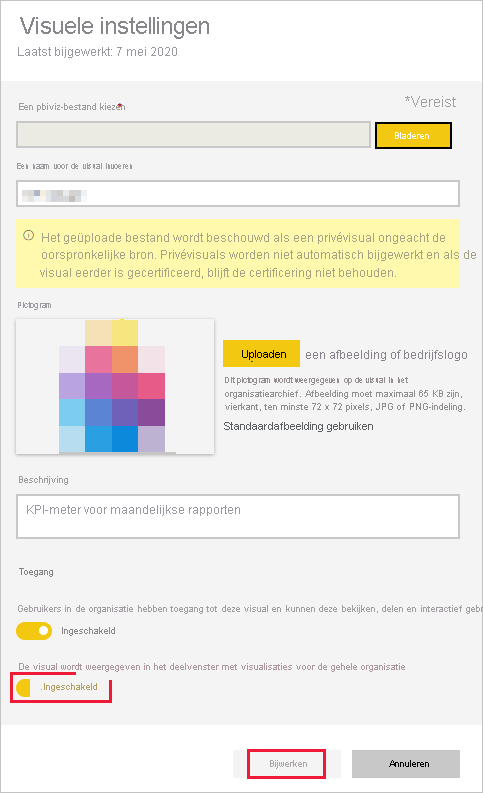 Visuele instellingen
Laatst bijgewerkt: 7 mei 2020
Een pbiviz-bestand kiezen*
*Vereist
Bladeren
Een naam voor de visual invoeren
Het geüploade bestand wordt beschouwd als een privévisual ongeacht de
oorspronkelijke bron. Privévisuals worden niet automatisch bijgewerkt en als de
visual eerder is gecertificeerd, blijft de certificering niet behouden.
Pictogram
Uploaden een afbeelding of bedrijfslogo
Dit pictogram wordt weergegeven op de visual in het
organisatiearchief. Afbeelding moet maximaal 65 KB zijn,
vierkant, ten minste 72 x 72 pixels, JPG of PNG-indeling.
Standaardafbeelding gebruiken
Beschrijving
KPI-meter voor maandelijkse rapporten
Toegang
Gebruikers in de organisatie hebben toegang tot deze visual en kunnen deze bekijken, delen en interactief gebr
Ingeschakeld
De visual wordt weergegeven in het deelvenster met visualisaties voor de gehele organisatie
.Ingeschakeld
Bijwerken
Annuleren